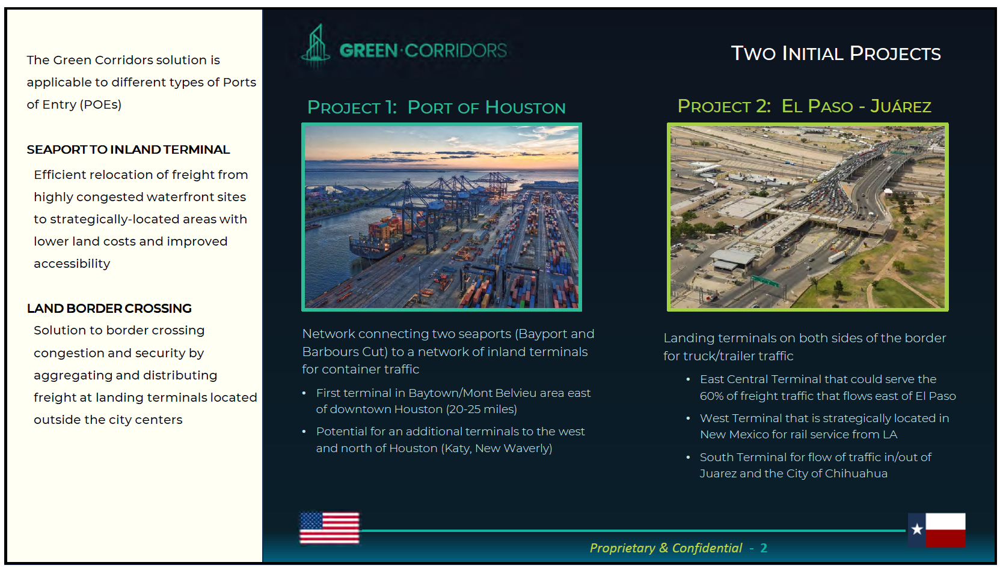 The Green Corridors solution is
applicable to different types of Ports
of Entry (POEs)
SEAPORT TO INLAND TERMINAL
Efficient relocation of freight from
highly congested waterfront sites
to strategically-located areas with
lower land costs and improved
accessibility
LAND BORDER CROSSING
Solution to border crossing
congestion and security by
aggregating and distributing
freight at landing terminals located
outside the city centers
GREEN·CORRIDORS
TWO INITIAL PROJECTS
PROJECT 1: PORT OF HOUSTON
Network connecting two seaports (Bayport and
Barbours Cut) to a network of inland terminals
for container traffic
• First terminal in Baytown/Mont Belvieu area east
of downtown Houston (20-25 miles)
• Potential for an additional terminals to the west
and north of Houston (Katy, New Waverly)
PROJECT 2: EL PASO - JUÁREZ
Landing terminals on both sides of the border
for truck/trailer traffic
• East Central Terminal that could serve the
60% of freight traffic that flows east of El Paso
• West Terminal that is strategically located in
New Mexico for rail service from LA
• South Terminal for flow of traffic in/out of
Juarez and the City of Chihuahua
Proprietary & Confidential - 2